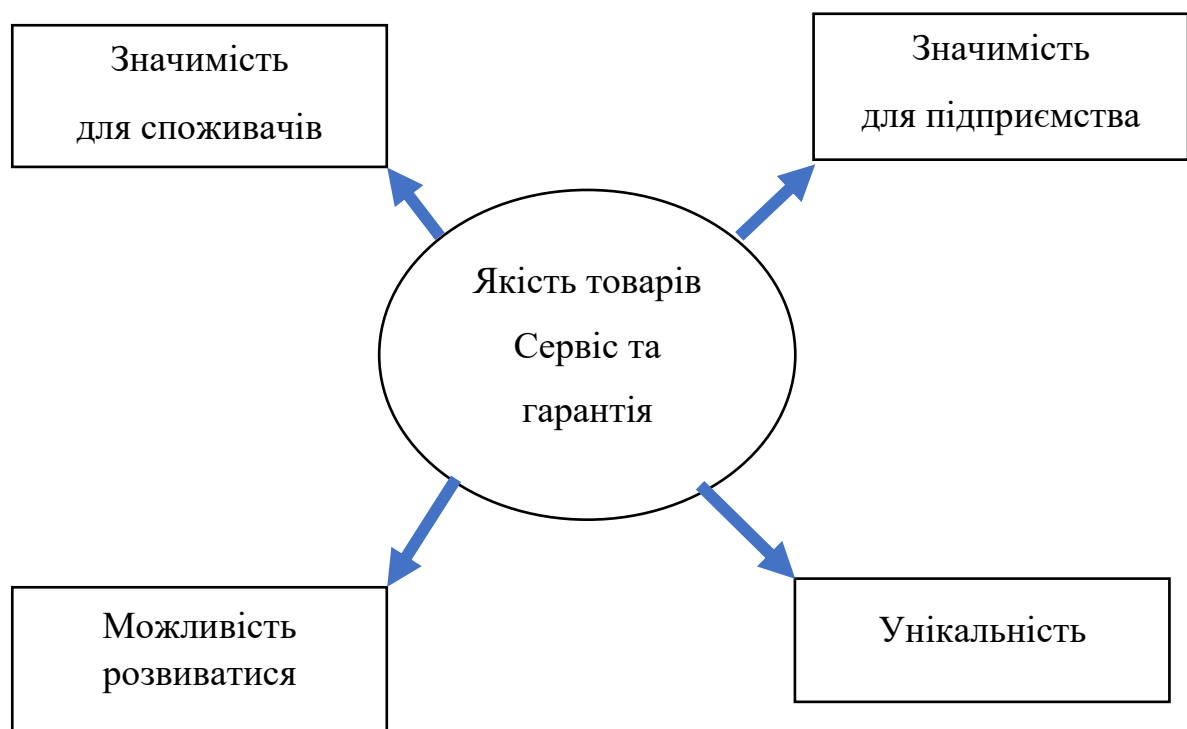 Значимість
для споживачів
Значимість
для підприємства
Якість товарів
Сервіс та
гарантія
Можливість
розвиватися
Унікальність